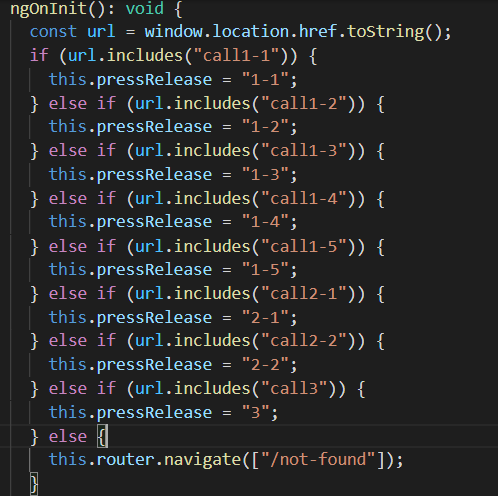 ngOnInit(): void {
const url = window.location.href.toString();
if (url.includes("call1-1")) {
this.pressRelease = "1-1";
} else if (url.includes("call1-2")) {
this.pressRelease = "1-2";
} else if (url.includes("call1-3")) {
this.pressRelease = "1-3";
} else if (url.includes("call1-4")) {
this.pressRelease = "1-4";
} else if (url.includes("call1-5")) {
this.pressRelease = "1-5";
} else if (url.includes("call2-1")) {
this.pressRelease = "2-1";
} else if (url.includes("call2-2")) {
this.pressRelease = "2-2";
} else if (url.includes("call3")) {
this.pressRelease = "3";
} else {
this.router.navigate(["/not-found"]);
}